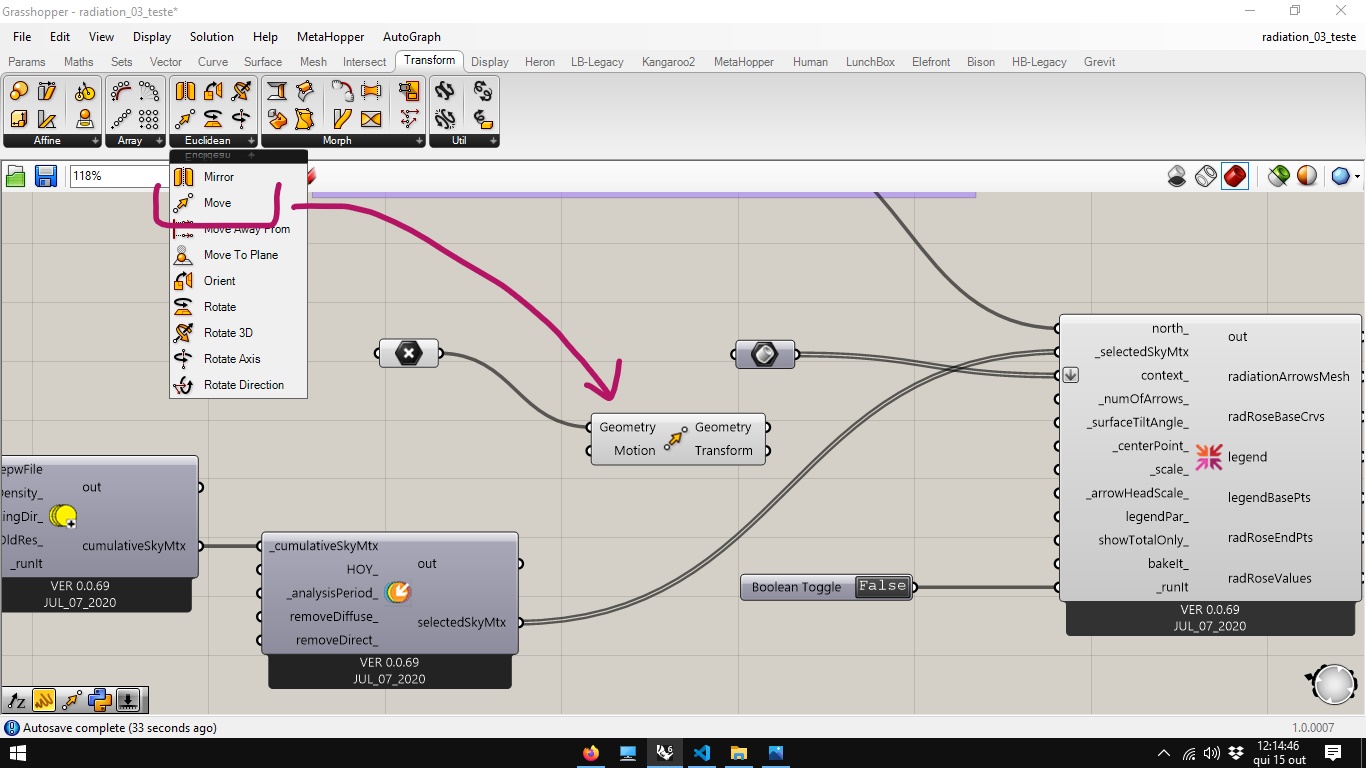 Grasshopper - radiation_03_teste*
File Edit View Display Solution Help MetaHopper AutoGraph radiation_03_teste
Params Maths Sets Vector Curve Surface Mesh Intersect Transform Display Heron LB-Legacy Kangaroo2 MetaHopper Human LunchBox Elefront Bison HB-Legacy Grevit
Affine Array Euclidean Morph Util
Euclidean
118%
Mirror
Move
Move Away From
Move To Plane
Orient
Rotate
Rotate 3D
Rotate Axis
Rotate Direction
Geometry Geometry
Motion Transform
north_
_selectedSkyMtx
context_
_numOfArrows_
_surfaceTiltAngle_
_centerPoint_
_scale_
_arrowHeadScale_
legendPar_
showTotalOnly_
bakeIt_
_runIt
out
radiationArrowsMesh
radRoseBaseCrvs
legend
legendBasePts
radRoseEndPts
radRoseValues
VER 0.0.69
JUL_07_2020
epwFile
ingDir_
_runIt
out
cumulativeSkyMtx
VER 0.0.69
JUL_07_2020
_cumulativeSkyMtx
HOY_
_analysisPeriod_
removeDiffuse_
removeDirect_
out
selectedSkyMtx
VER 0.0.69
JUL_07_2020
Boolean Toggle False
Autosave complete (33 seconds ago) 1.0.0007
12:14:46
qui 15 out